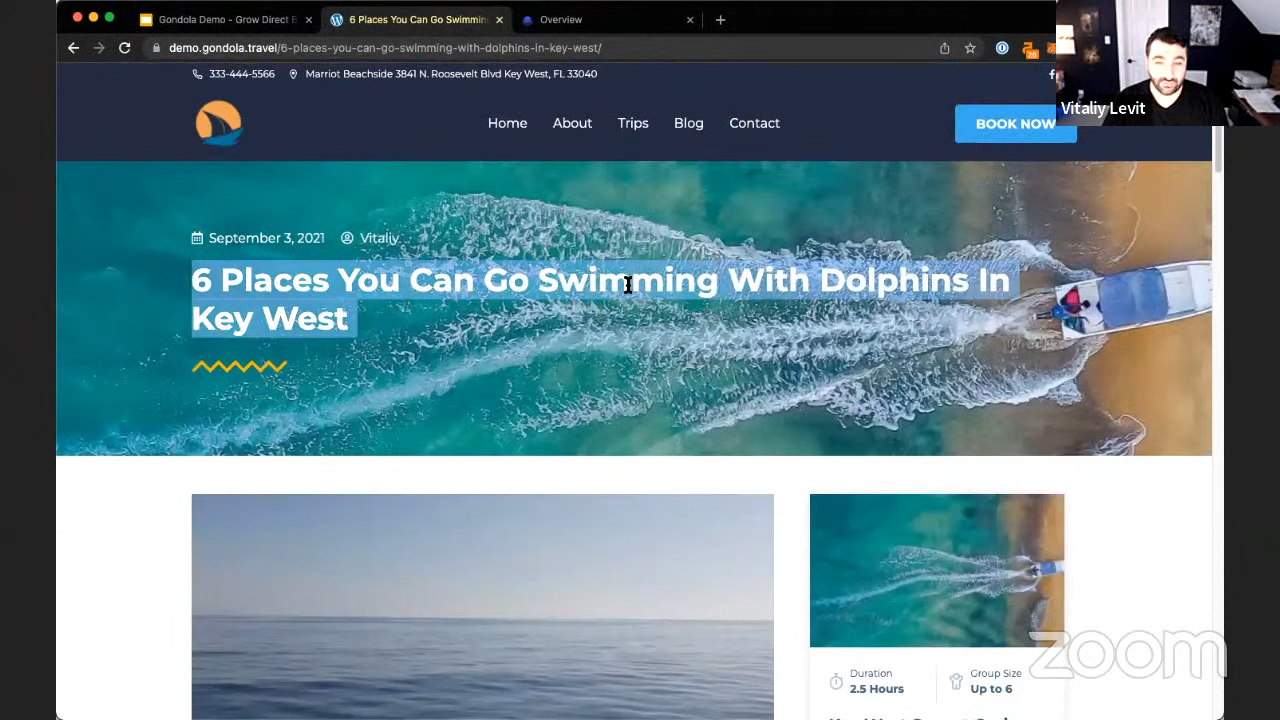 Gondola Demo - Grow Direct B
6 Places You Can Go Swimmin
Overview
demo.gondola.travel/6-places-you-can-go-swimming-with-dolphins-in-key-west/
28
333-444-5566
Marriot Beachside 3841 N. Roosevelt Blvd Key West, FL 33040
Vitaliy Levit
Home
About
Trips
Blog
Contact
BOOK NOW
September 3, 2021
Vitaliy
6 Places You Can Go Swimming With Dolphins In
Key West
zoom
Duration
2.5 Hours
Group Size
Up to 6